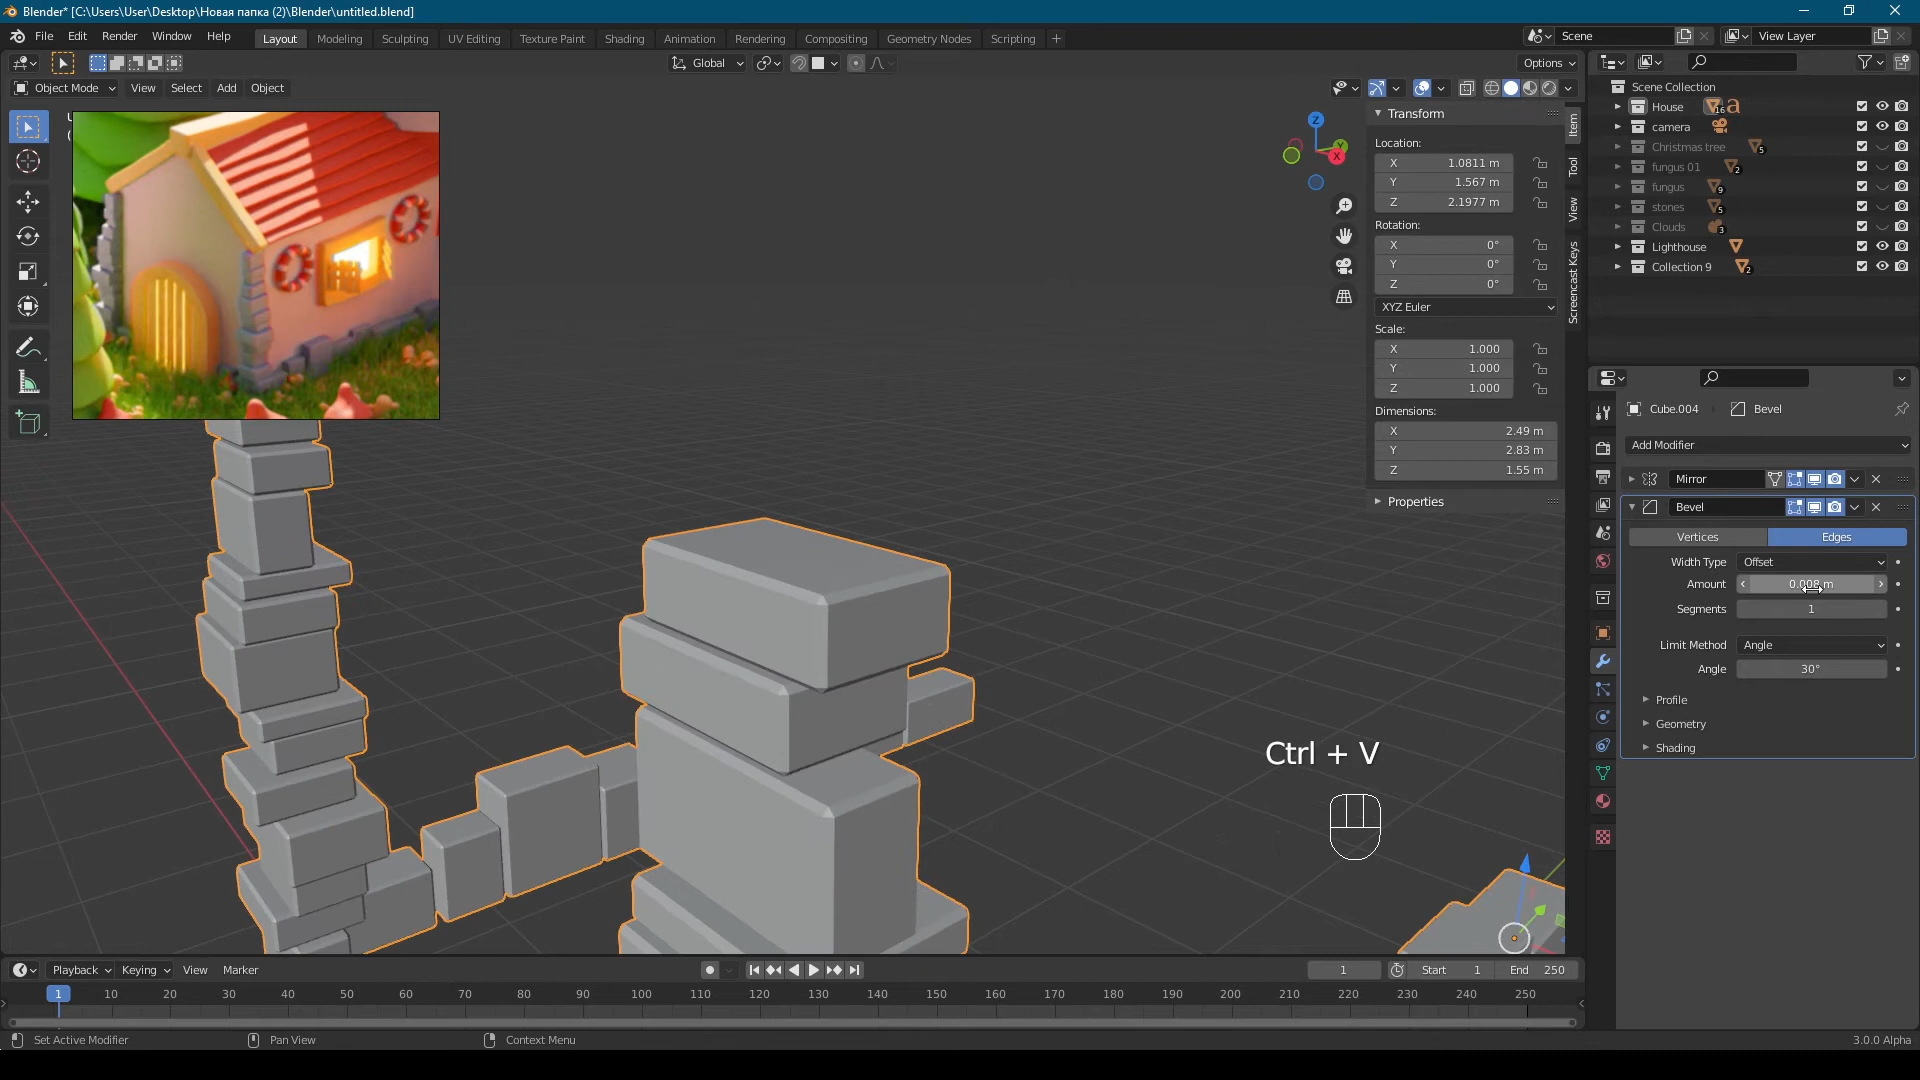 Blender* [C:\Users\User\Desktop\Новая папка (2)\Blender\untitled.blend]
File Edit Render Window Help Layout Modeling Sculpting UV Editing Texture Paint Shading Animation Rendering Compositing Geometry Nodes Scripting + Scene View Layer
Global Options
Object Mode View Select Add Object
Scene Collection
House 16
camera
Christmas tree 5
fungus 01 2
fungus 9
stones 5
Clouds 3
Lighthouse
Collection 9 2
Z
Y
X
Transform
Location:
X 1.0811 m
Y 1.567 m
Z 2.1977 m
Rotation:
X 0°
Y 0°
Z 0°
XYZ Euler
Scale:
X 1.000
Y 1.000
Z 1.000
Dimensions:
X 2.49 m
Y 2.83 m
Z 1.55 m
Properties
Item
Tool
View
Screencast Keys
Cube.004 Bevel
Add Modifier
Mirror
Bevel
Vertices Edges
Width Type Offset
Amount 0.008 m
Segments 1
Limit Method Angle
Angle 30°
Profile
Geometry
Shading
Ctrl + V
Playback Keying View Marker 1 Start 1 End 250
1 10 20 30 40 50 60 70 80 90 100 110 120 130 140 150 160 170 180 190 200 210 220 230 240 250
Set Active Modifier Pan View Context Menu 3.0.0 Alpha